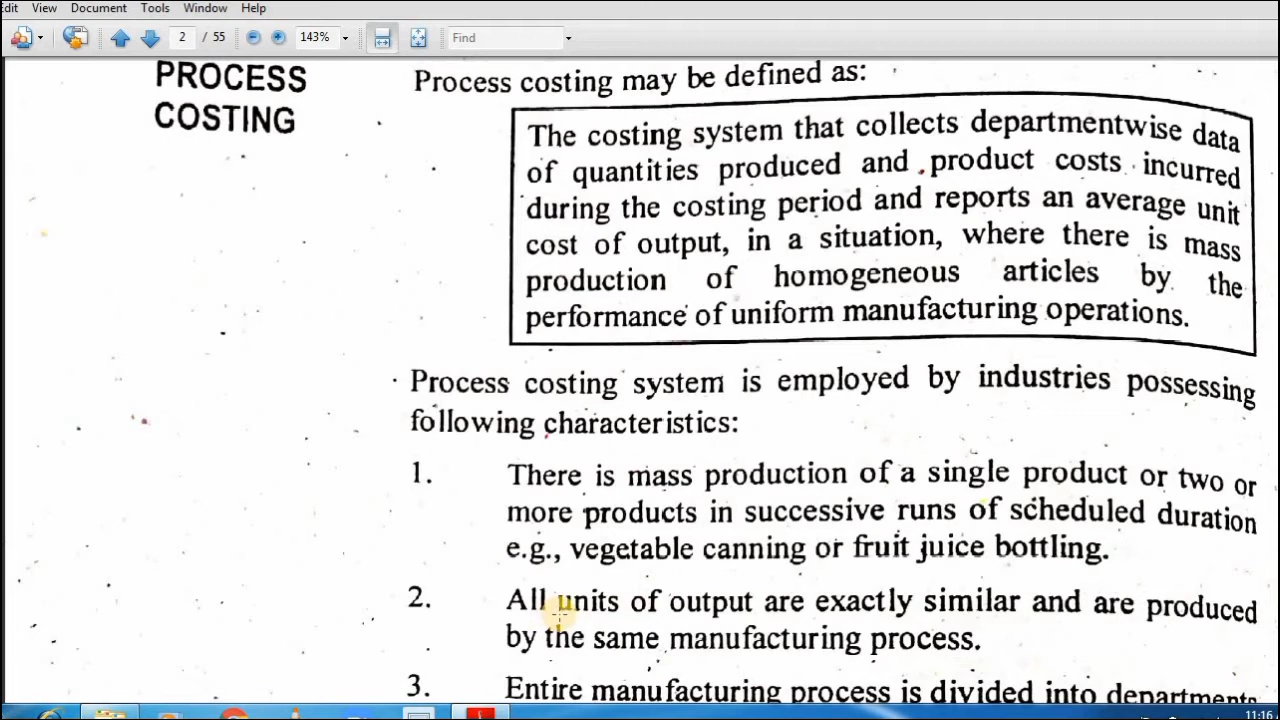 dit View Document Tools Window Help
2 / 55 143% Find
PROCESS
COSTING
Process costing may be defined as:
The costing system that collects departmentwise data
of quantities produced and product costs incurred
during the costing period and reports an average unit
cost of output, in a situation, where there is mass
production of homogeneous articles by the
performance of uniform manufacturing operations.
Process costing system is employed by industries possessing
following characteristics:
1. There is mass production of a single product or two or
more products in successive runs of scheduled duration
e.g., vegetable canning or fruit juice bottling.
2. All units of output are exactly similar and are produced
by the same manufacturing process.
3. Entire manufacturing process is divided into departments
11:16